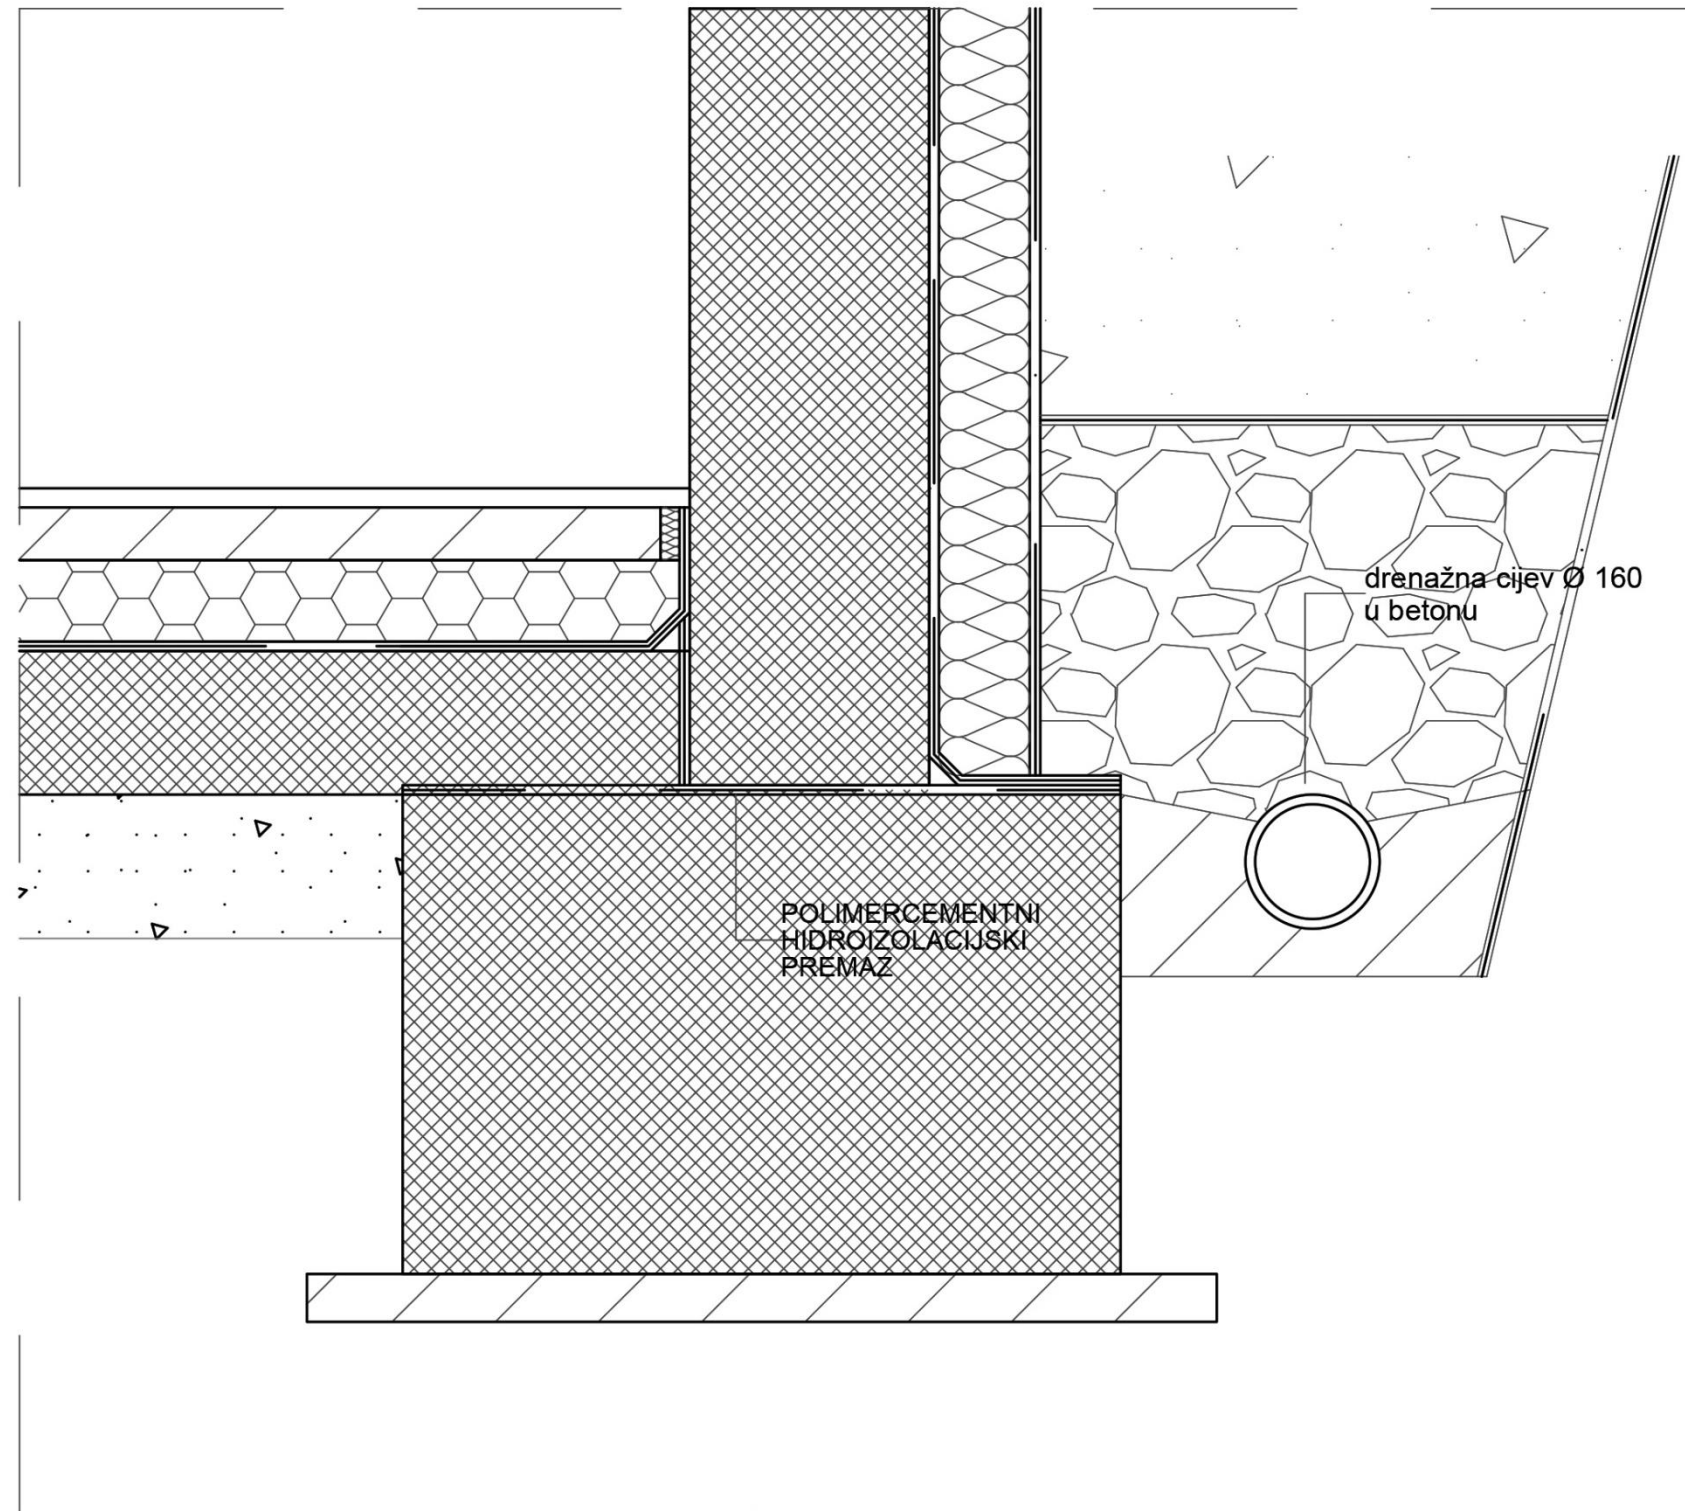 drenažna cijev Ø 160
u betonu
POLIMERCEMENTNI
HIDROIZOLACIJSKI
PREMAZ